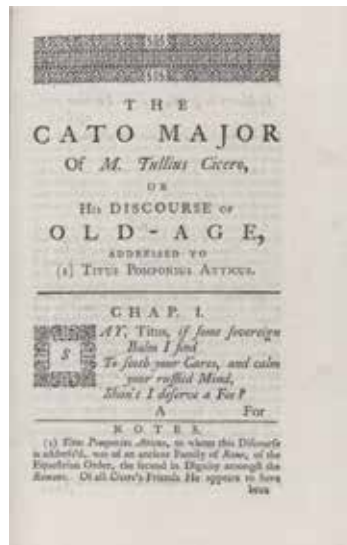 THE
CATO MAJOR
Of M. Tullius Cicero,
OR
HIS DISCOURSE OF
OLD-AGE,
ADDRESSED TO
(1) TITUS POMPONIUS ATTICUS.
CHAP. I.
SAY, Titus, if some sovereign
Balm I find
To sooth your Cares, and calm
your ruffled Mind,
Shan't I deserve a Fee?
A For
NOTES.
(1) Titus Pomponius Atticus, to whom this Discourse
is address'd, was of an ancient Family of Rome, of the
Equestrian Order, the second in Dignity amongst the
Romans. Of all Cicero's Friends He appears to have
been